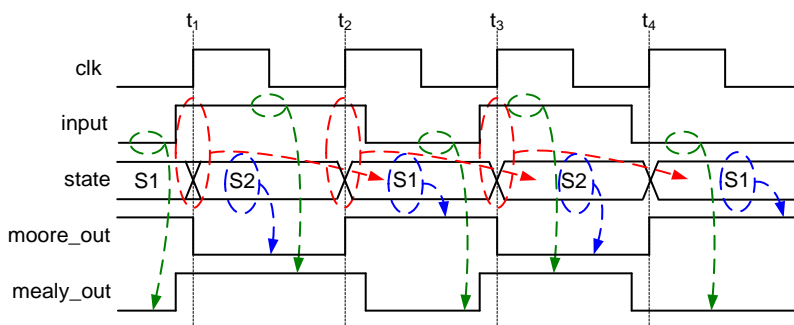 t1 t2 t3 t4
clk
input
state S1 S2 S1 S2 S1
moore_out
mealy_out